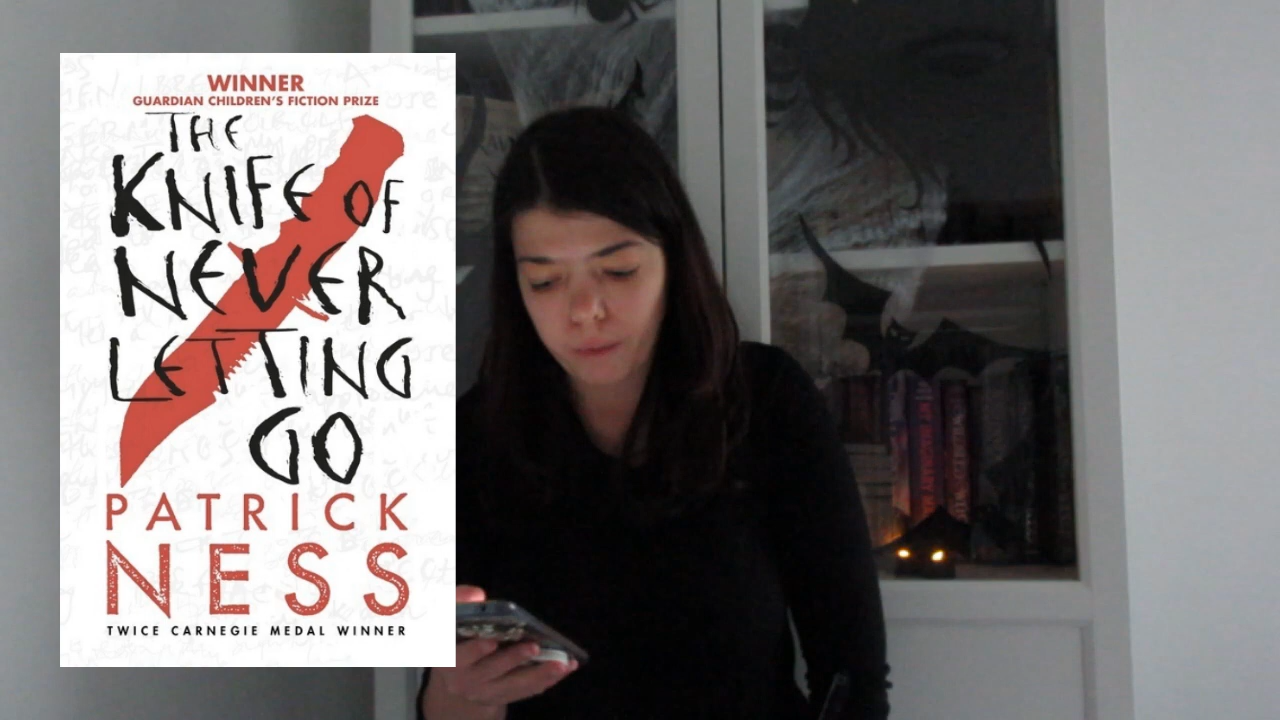 WINNER
GUARDIAN CHILDREN'S FICTION PRIZE
THE
KNIFE OF
NEVER
LETTING
GO
PATRICK
NESS
TWICE CARNEGIE MEDAL WINNER